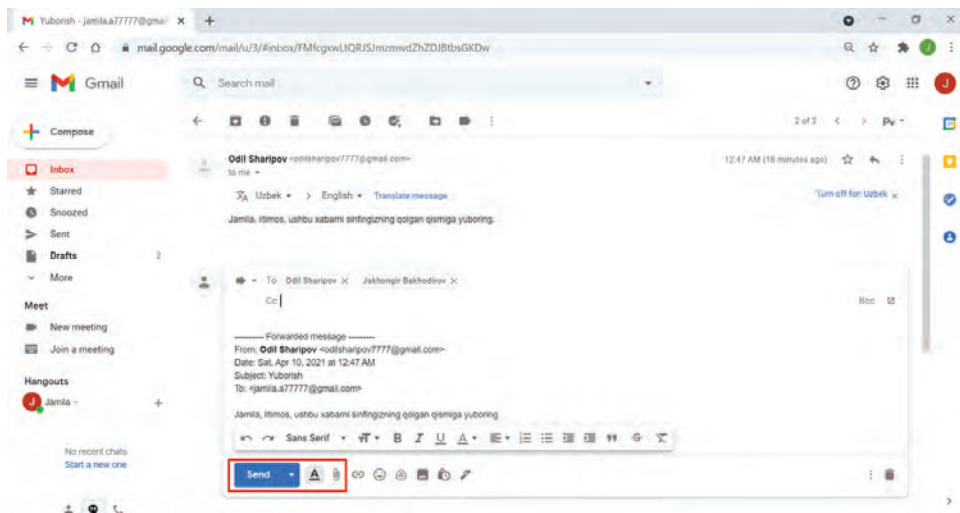 Yuborish - jamila.a77777@gmai
mail.google.com/mail/u/3/#inbox/FMfcgxwLtQRJSJmzmnvdZhZDJBtbsGKDw
Gmail
Search mail
J
Compose
2 of 2
Inbox
Starred
Snoozed
Sent
Drafts 2
More
Odil Sharipov <odilsharipov7777@gmail.com>
12:47 AM (18 minutes ago)
to me
Uzbek > English Translate message
Turn off for: Uzbek x
Jamila, iltimos, ushbu xabarni sinfingizning qolgan qismiga yuboring.
To Odil Sharipov Jakhongir Bakhodirov
Cc
Bcc
Meet
New meeting
Join a meeting
Hangouts
J Jamila
No recent chats
Start a new one
---------- Forwarded message ---------
From: Odil Sharipov <odilsharipov7777@gmail.com>
Date: Sat, Apr 10, 2021 at 12:47 AM
Subject: Yuborish
To: <jamila.a77777@gmail.com>
Jamila, iltimos, ushbu xabarni sinfingizning qolgan qismiga yuboring
Sans Serif
Send